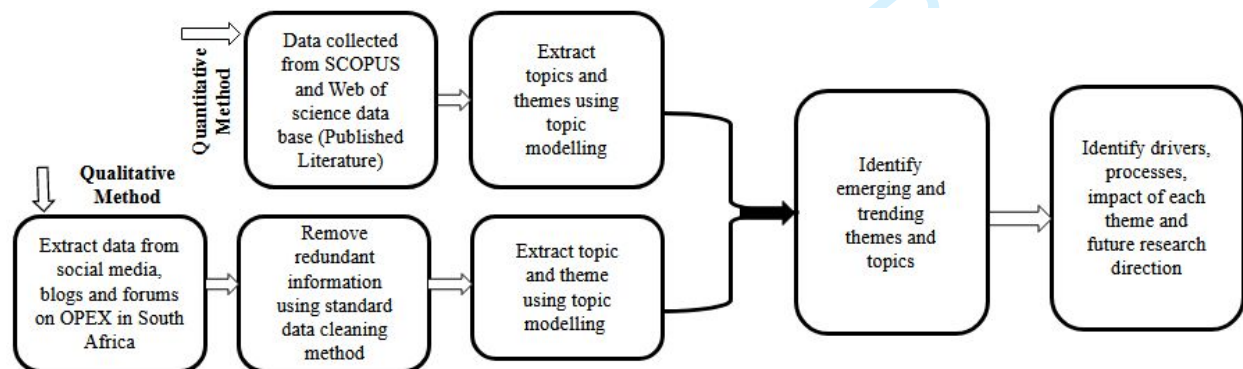 Quantitative
Method
Data collected
from SCOPUS
and Web of
science data
base (Published
Literature)
Extract
topics and
themes using
topic
modelling
Qualitative
Method
Extract data from
social media,
blogs and forums
on OPEX in South
Africa
Remove
redundant
information
using standard
data cleaning
method
Extract topic
and theme
using topic
modelling
Identify
emerging and
trending
themes and
topics
Identify drivers,
processes,
impact of each
theme and
future research
direction